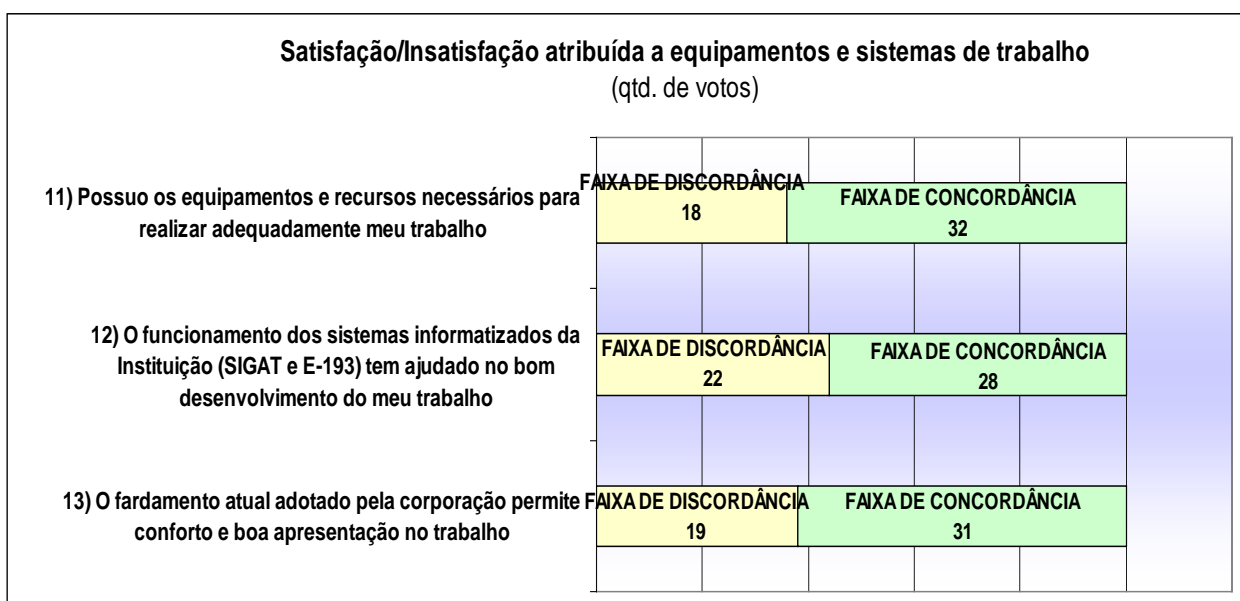 Satisfação/Insatisfação atribuída a equipamentos e sistemas de trabalho
(qtd. de votos)
11) Possuo os equipamentos e recursos necessários para
realizar adequadamente meu trabalho
FAIXA DE DISCORDÂNCIA
18
FAIXA DE CONCORDÂNCIA
32
12) O funcionamento dos sistemas informatizados da
Instituição (SIGAT e E-193) tem ajudado no bom
desenvolvimento do meu trabalho
FAIXA DE DISCORDÂNCIA
22
FAIXA DE CONCORDÂNCIA
28
13) O fardamento atual adotado pela corporação permite
conforto e boa apresentação no trabalho
FAIXA DE DISCORDÂNCIA
19
FAIXA DE CONCORDÂNCIA
31